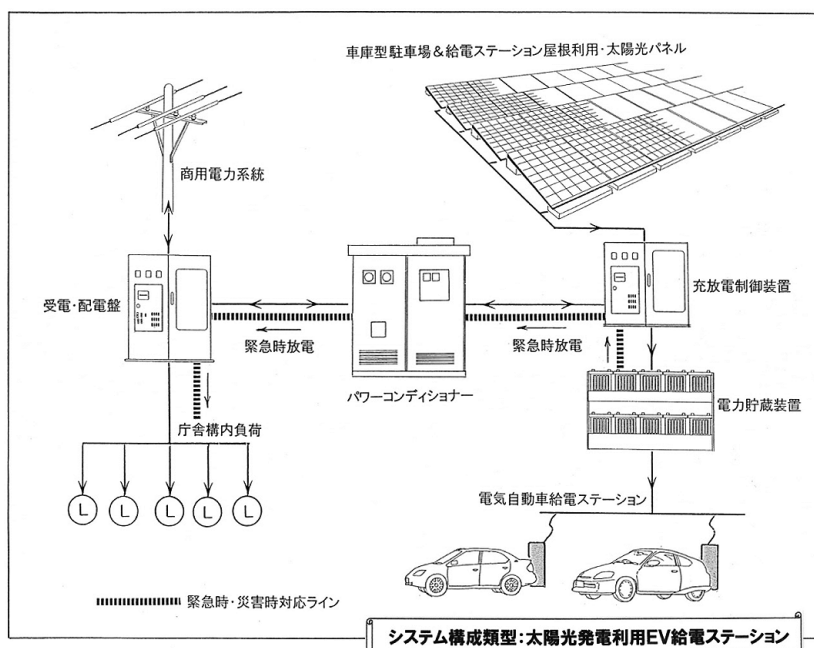 車庫型駐車場&給電ステーション屋根利用・太陽光パネル
商用電力系統
受電・配電盤
充放電制御装置
緊急時放電
緊急時放電
パワーコンディショナー
電力貯蔵装置
庁舎構内負荷
L L L L L
電気自動車給電ステーション
緊急時・災害時対応ライン
システム構成類型:太陽光発電利用EV給電ステーション